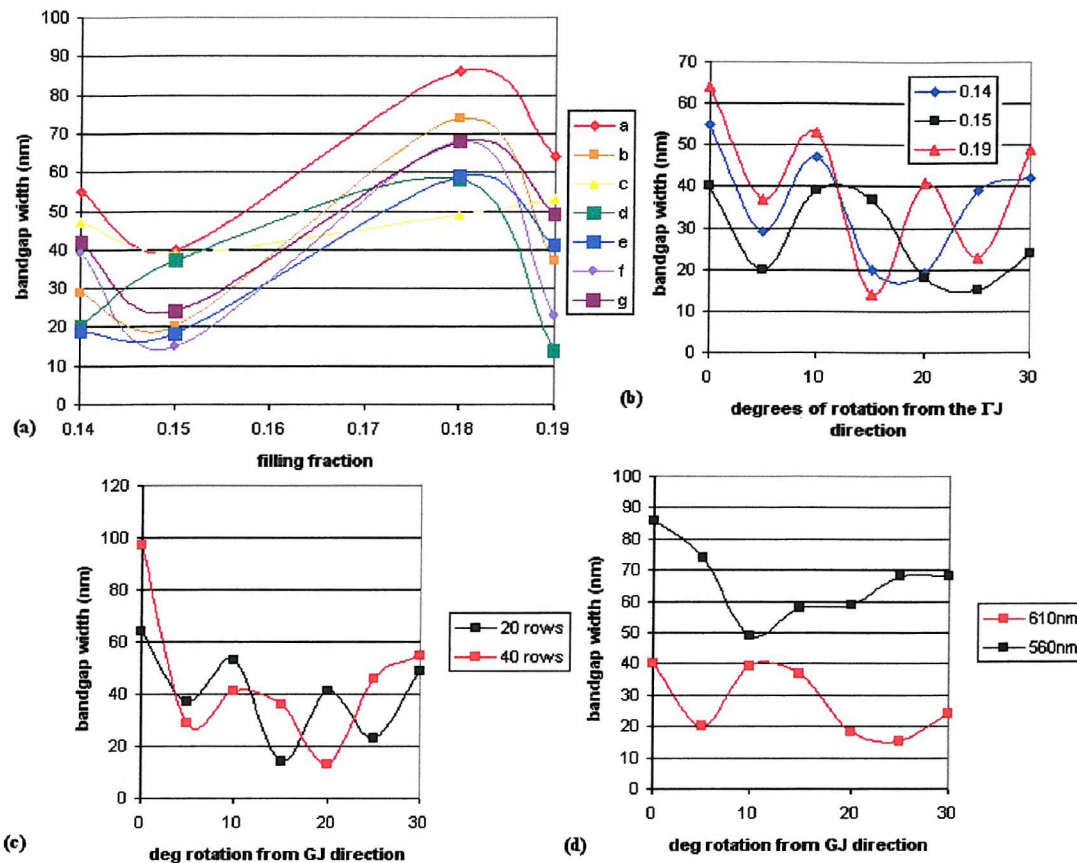 100
90
80
70
60
50
40
30
20
10
0
bandgap width (nm)
0.14 0.15 0.16 0.17 0.18 0.19
filling fraction
a
b
c
d
e
f
g
(a)
70
60
50
40
30
20
10
0
bandgap width (nm)
0 10 20 30
degrees of rotation from the ΓJ
direction
0.14
0.15
0.19
(b)
120
100
80
60
40
20
0
bandgap width (nm)
0 10 20 30
deg rotation from GJ direction
20 rows
40 rows
(c)
100
90
80
70
60
50
40
30
20
10
0
bandgap width (nm)
0 10 20 30
deg rotation from GJ direction
610nm
560nm
(d)